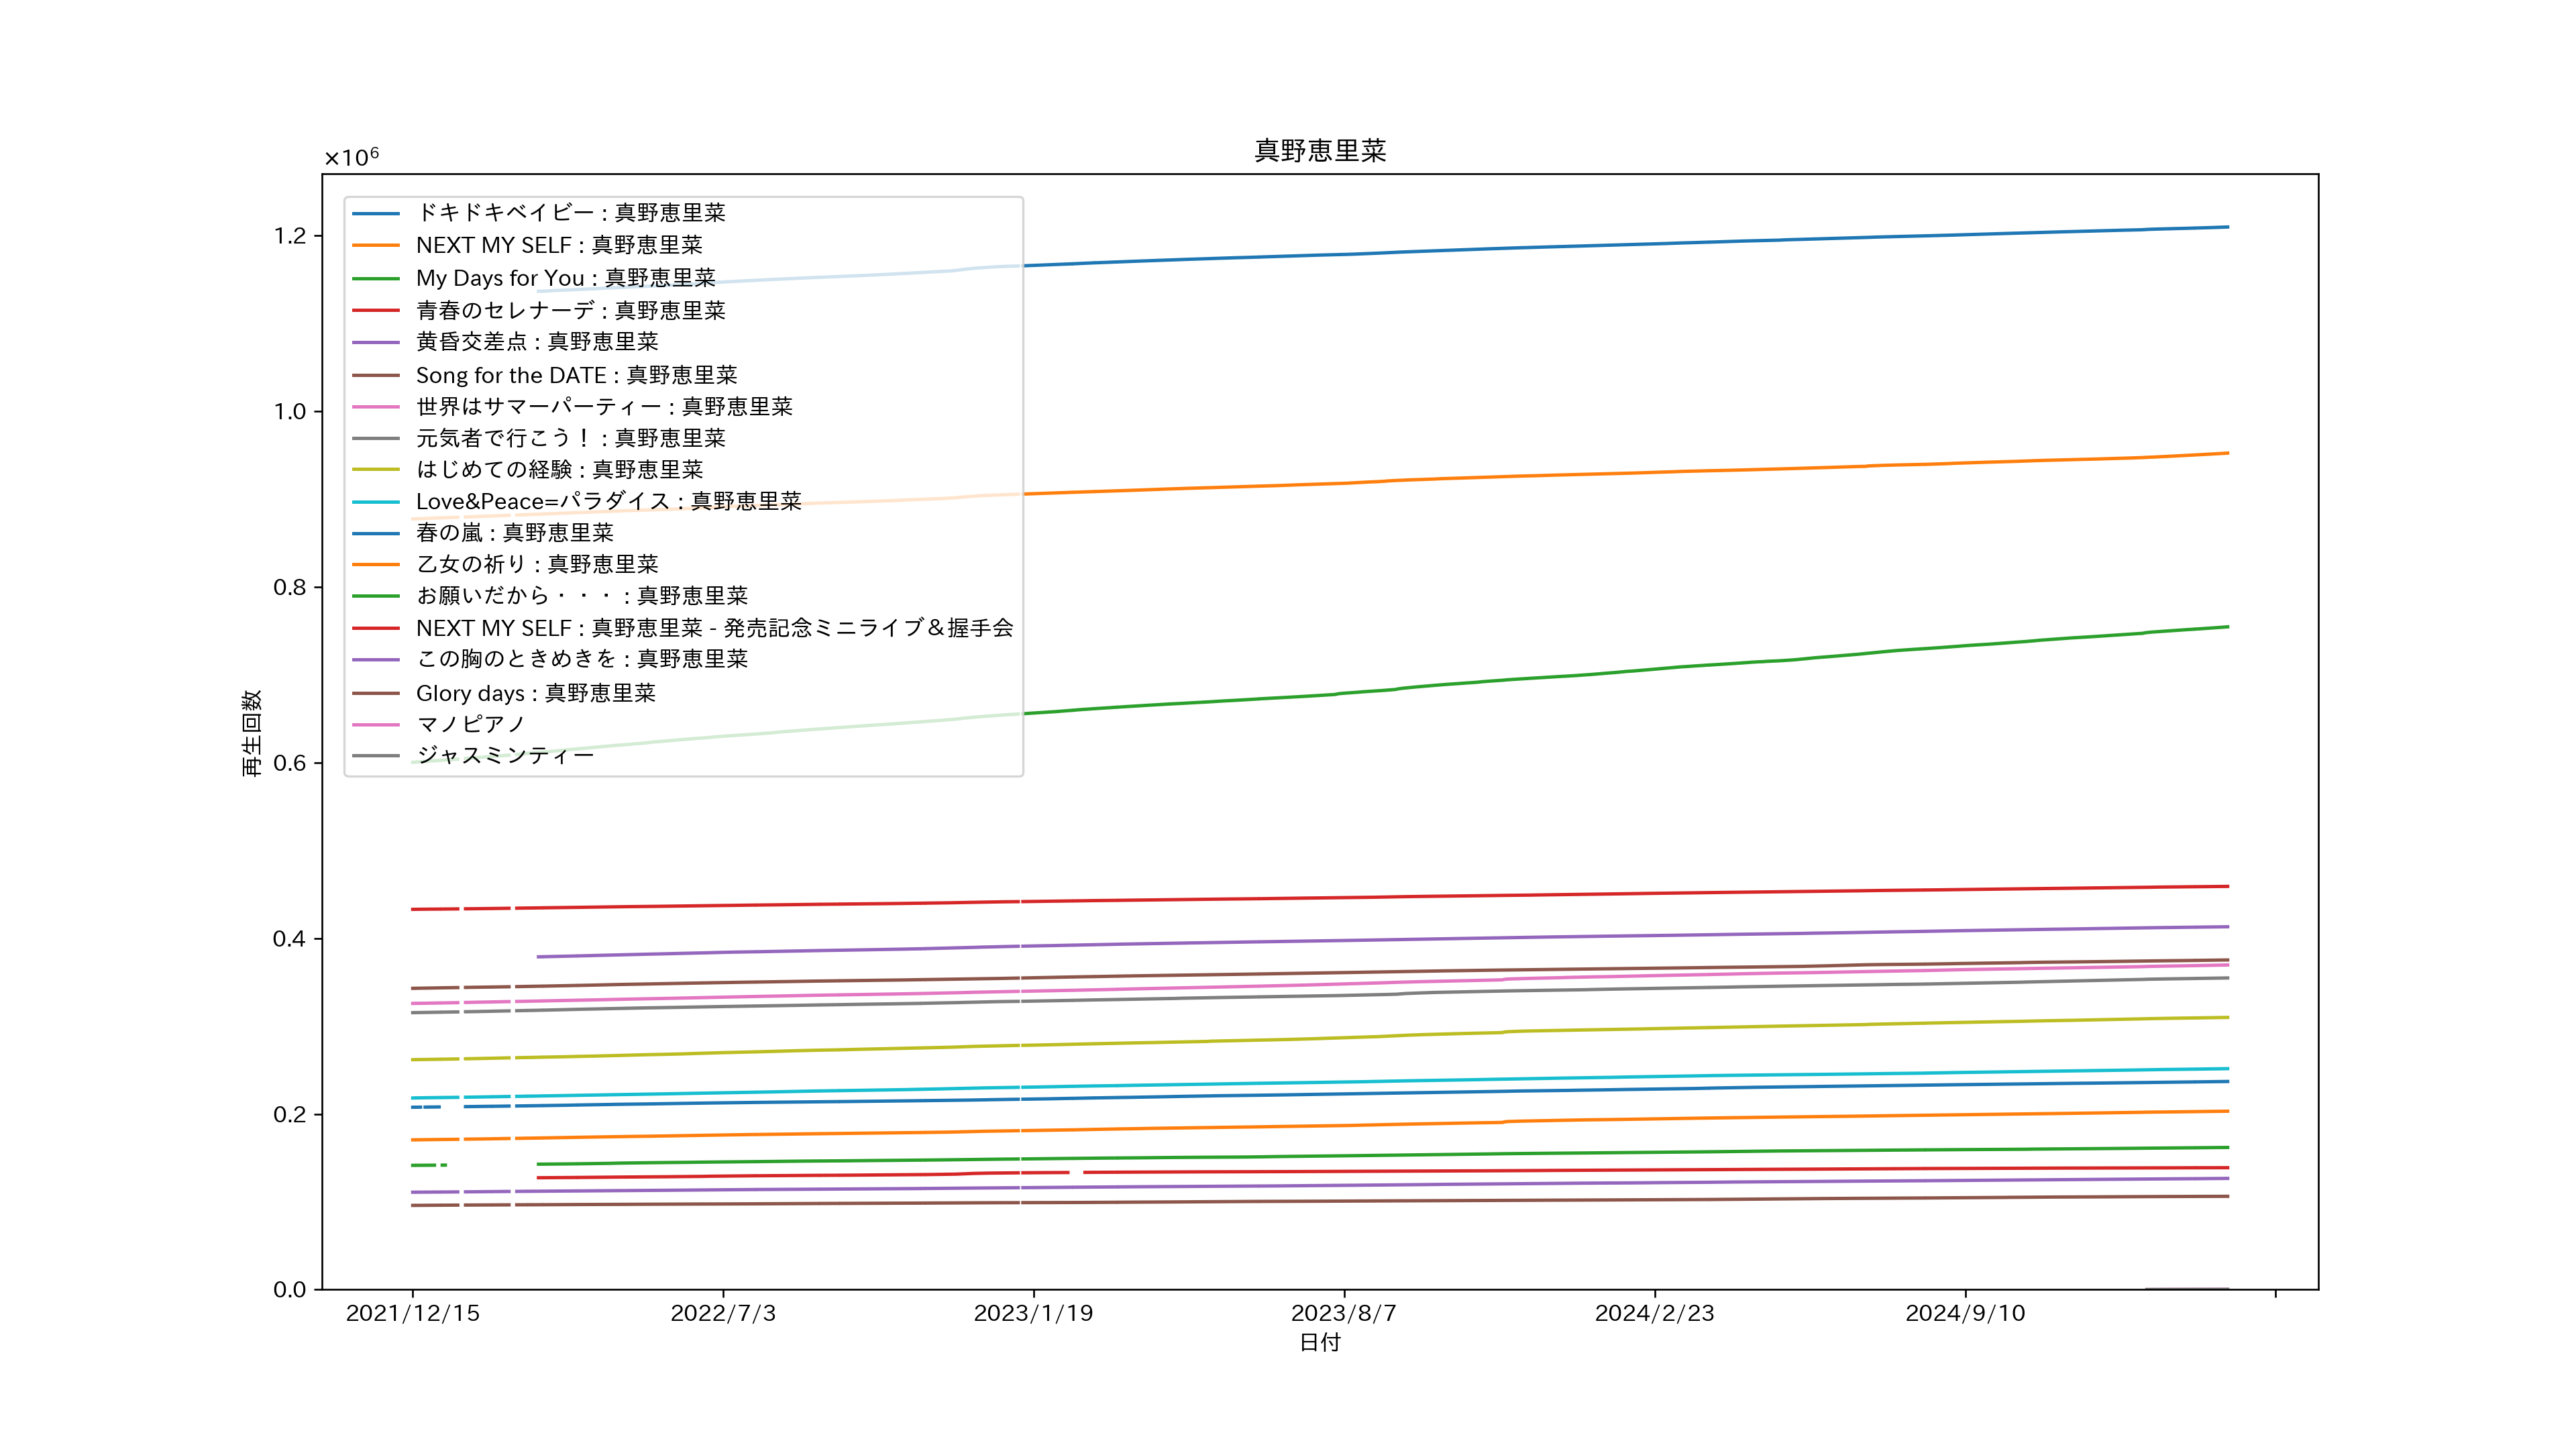 真野恵里菜
×10⁶
1.2
1.0
0.8
0.6
0.4
0.2
0.0
再生回数
ドキドキベイビー : 真野恵里菜
NEXT MY SELF : 真野恵里菜
My Days for You : 真野恵里菜
青春のセレナーデ : 真野恵里菜
黄昏交差点 : 真野恵里菜
Song for the DATE : 真野恵里菜
世界はサマーパーティー : 真野恵里菜
元気者で行こう！ : 真野恵里菜
はじめての経験 : 真野恵里菜
Love&Peace=パラダイス : 真野恵里菜
春の嵐 : 真野恵里菜
乙女の祈り : 真野恵里菜
お願いだから・・・ : 真野恵里菜
NEXT MY SELF : 真野恵里菜 - 発売記念ミニライブ＆握手会
この胸のときめきを : 真野恵里菜
Glory days : 真野恵里菜
マノピアノ
ジャスミンティー
2021/12/15 2022/7/3 2023/1/19 2023/8/7 2024/2/23 2024/9/10
日付